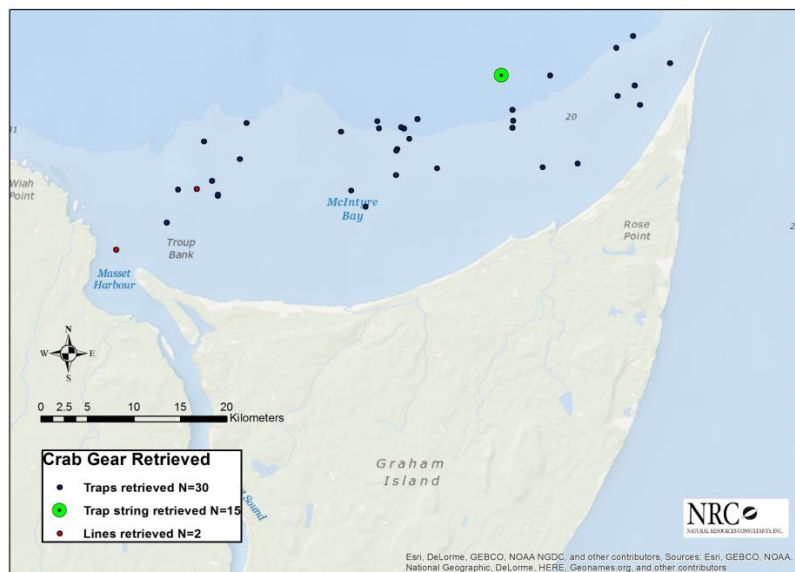 20
31
Wiah
Point
McIntyre
Bay
2
Rose
Point
Troup
Bank
Masset
Harbour
N
W E
S
0 2.5 5 10 15 20
Kilometers
Crab Gear Retrieved
Traps retrieved N=30
Trap string retrieved N=15
Lines retrieved N=2
Graham
Island
Sound
NRC
NATURAL RESOURCES CONSULTANTS, INC.
Esri, DeLorme, GEBCO, NOAA NGDC, and other contributors, Sources: Esri, GEBCO, NOAA,
National Geographic, DeLorme, HERE, Geonames.org, and other contributors